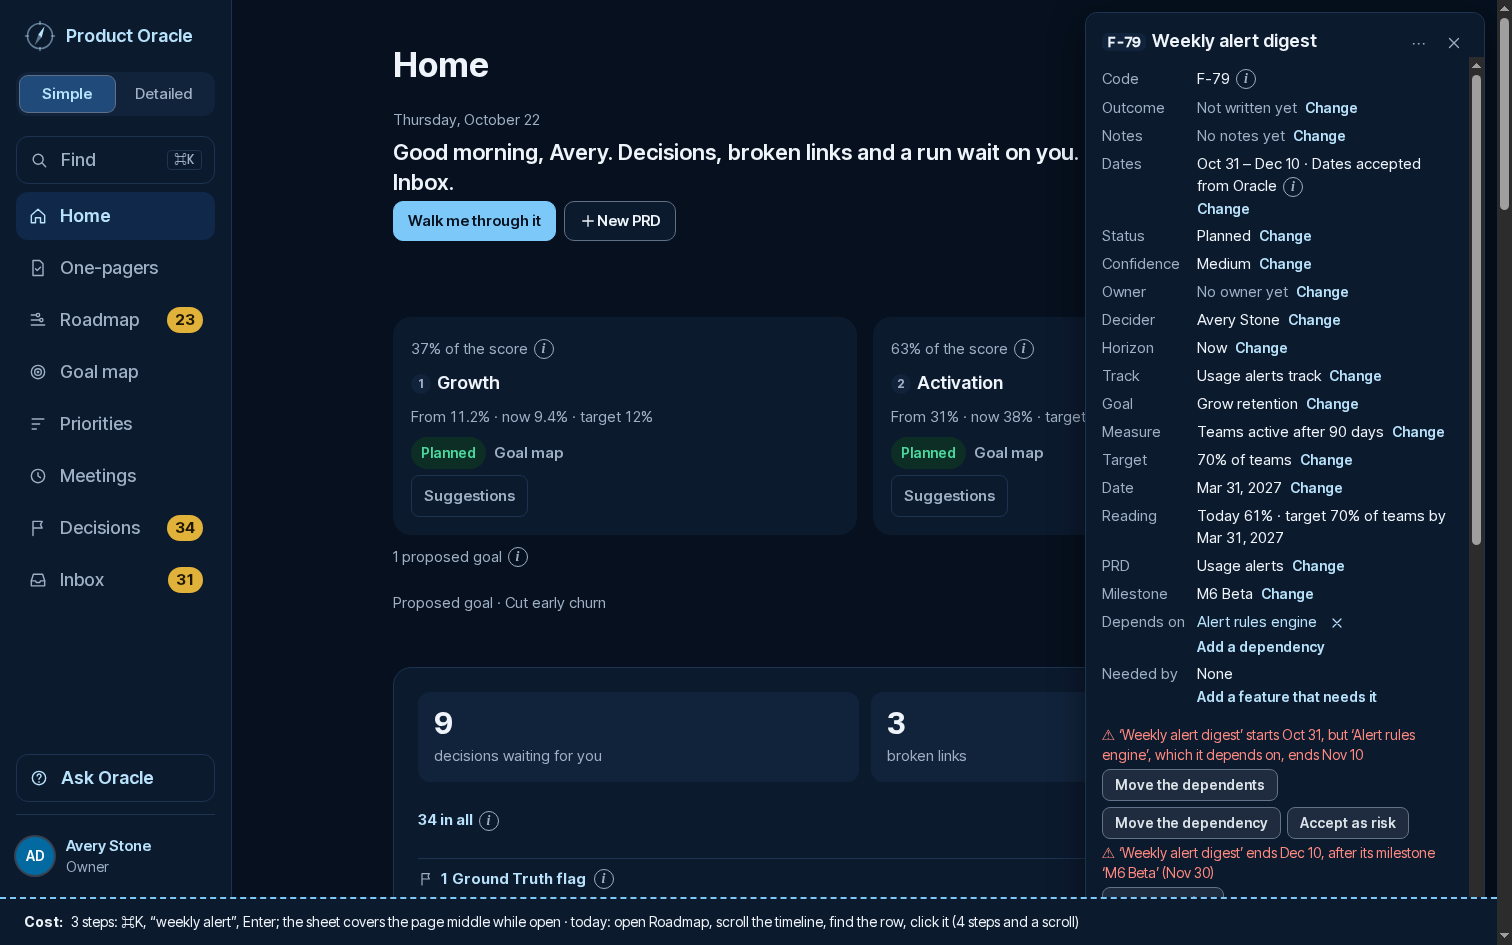 Product Oracle
Simple
Detailed
Find
⌘K
Home
One-pagers
Roadmap
23
Goal map
Priorities
Meetings
Decisions
34
Inbox
31
Ask Oracle
AD
Avery Stone
Owner
Home
Thursday, October 22
Good morning, Avery. Decisions, broken links and a run wait on you.
Inbox.
Walk me through it
New PRD
37% of the score i
1 Growth
From 11.2% · now 9.4% · target 12%
Planned Goal map
Suggestions
63% of the score i
2 Activation
From 31% · now 38% · target
Planned Goal map
Suggestions
1 proposed goal i
Proposed goal · Cut early churn
9
decisions waiting for you
3
broken links
34 in all i
1 Ground Truth flag i
F-79 Weekly alert digest ···
Code F-79 i
Outcome Not written yet Change
Notes No notes yet Change
Dates Oct 31 – Dec 10 · Dates accepted
from Oracle i
Change
Status Planned Change
Confidence Medium Change
Owner No owner yet Change
Decider Avery Stone Change
Horizon Now Change
Track Usage alerts track Change
Goal Grow retention Change
Measure Teams active after 90 days Change
Target 70% of teams Change
Date Mar 31, 2027 Change
Reading Today 61% · target 70% of teams by
Mar 31, 2027
PRD Usage alerts Change
Milestone M6 Beta Change
Depends on Alert rules engine
Add a dependency
Needed by None
Add a feature that needs it
⚠ ‘Weekly alert digest’ starts Oct 31, but ‘Alert rules
engine’, which it depends on, ends Nov 10
Move the dependents
Move the dependency
Accept as risk
⚠ ‘Weekly alert digest’ ends Dec 10, after its milestone
‘M6 Beta’ (Nov 30)
Cost: 3 steps: ⌘K, “weekly alert”, Enter; the sheet covers the page middle while open · today: open Roadmap, scroll the timeline, find the row, click it (4 steps and a scroll)